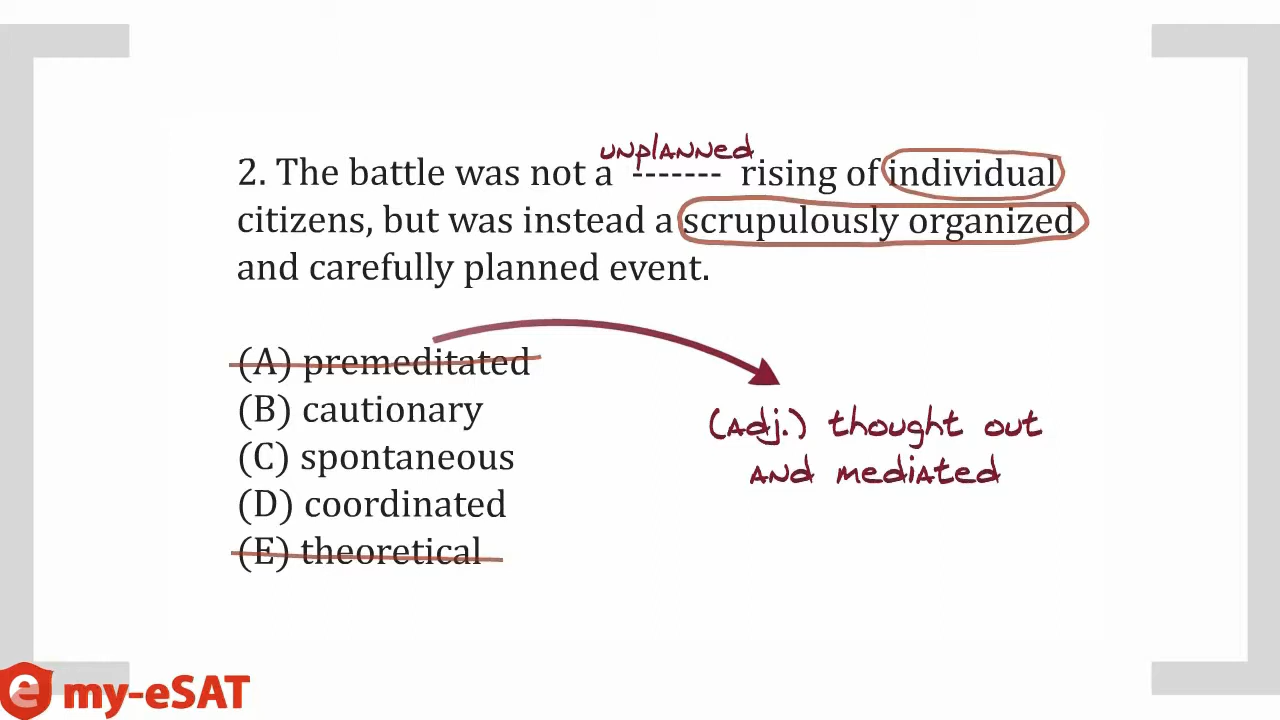 unplanned
2. The battle was not a ------- rising of individual
citizens, but was instead a scrupulously organized
and carefully planned event.
(A) premeditated
(B) cautionary
(C) spontaneous
(D) coordinated
(E) theoretical
(Adj.) thought out
and mediated
e my-eSAT